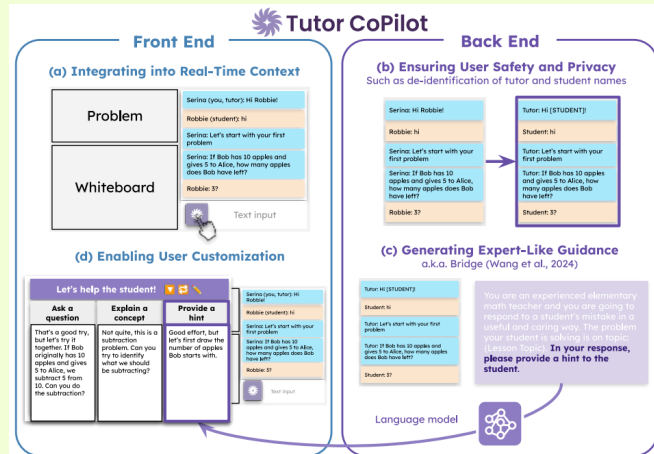 Tutor CoPilot
Front End
(a) Integrating into Real-Time Context
Problem
Whiteboard
Serina (you, tutor): Hi Robbie!
Robbie (student): hi
Serina: Let's start with your first
problem
Serina: If Bob has 10 apples and
gives 5 to Alice, how many apples
does Bob have left?
Robbie: 3?
Text input
(d) Enabling User Customization
Let's help the student!
Ask a
question
That's a good try,
but let's try it
together. If Bob
originally has 10
apples and gives
5 to Alice, we
subtract 5 from
10. Can you do
the subtraction?
Explain a
concept
Not quite, this is a
subtraction
problem. Can you
try to identify
what we should
be subtracting?
Provide a
hint
Good effort, but
let's first draw the
number of apples
Bob starts with.
Serina (you, tutor): Hi
Robbie!
Robbie (student): hi
Serina: Let's start with your
first problem
Serina: If Bob has 10 apples
and gives 5 to Alice, how
many apples does Bob have
left?
Robbie: 3?
Text input
Back End
(b) Ensuring User Safety and Privacy
Such as de-identification of tutor and student names
Serina: Hi Robbie!
Robbie: hi
Serina: Let's start with your
first problem
Serina: If Bob has 10
apples and gives 5 to Alice,
how many apples does Bob
have left?
Robbie: 3?
Tutor: Hi [STUDENT]!
Student: hi
Tutor: Let's start with your
first problem
Tutor: If Bob has 10 apples
and gives 5 to Alice, how
many apples does Bob
have left?
Student: 3?
(c) Generating Expert-Like Guidance
a.k.a. Bridge (Wang et al., 2024)
Tutor: Hi [STUDENT]!
Student: hi
Tutor: Let's start with your
first problem
Tutor: If Bob has 10 apples and
gives 5 to Alice, how many
apples does Bob have left?
Student: 3?
You are an experienced elementary
math teacher and you are going to
respond to a student's mistake in a
useful and caring way. The problem
your student is solving is on topic:
(Lesson Topic). In your response,
please provide a hint to the
student.
Language model